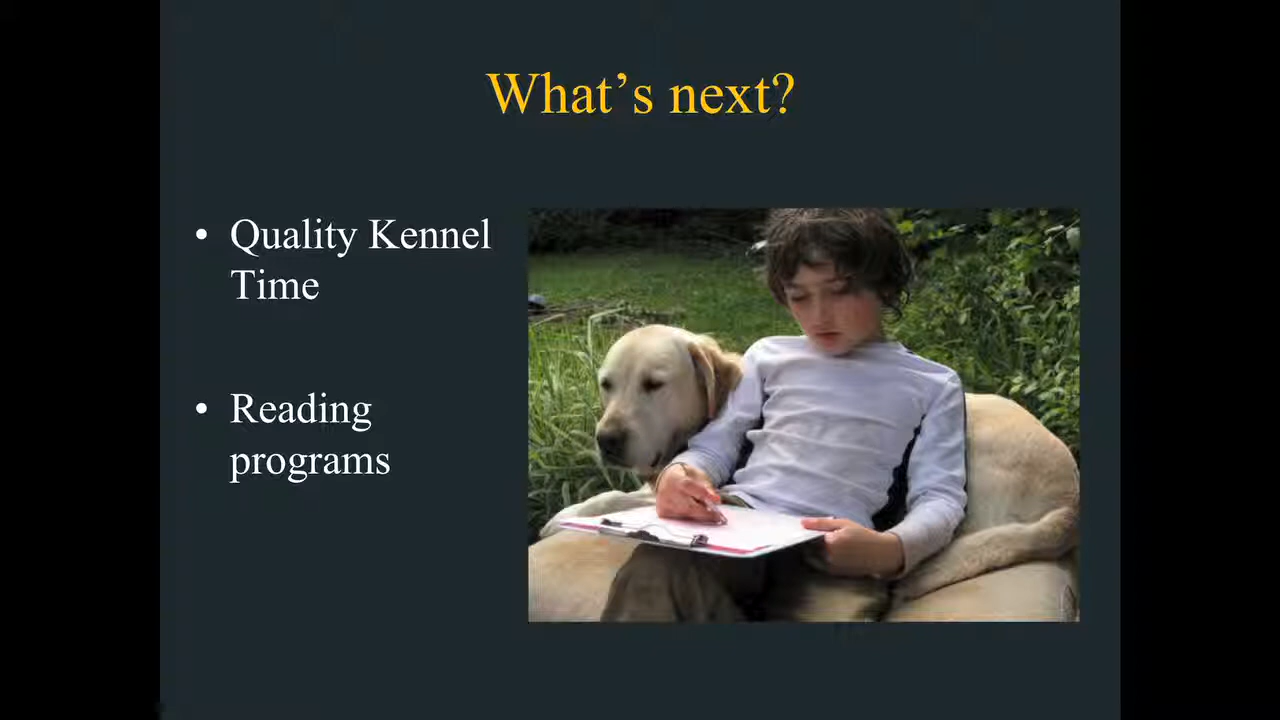 What’s next?
• Quality Kennel
Time
• Reading
programs